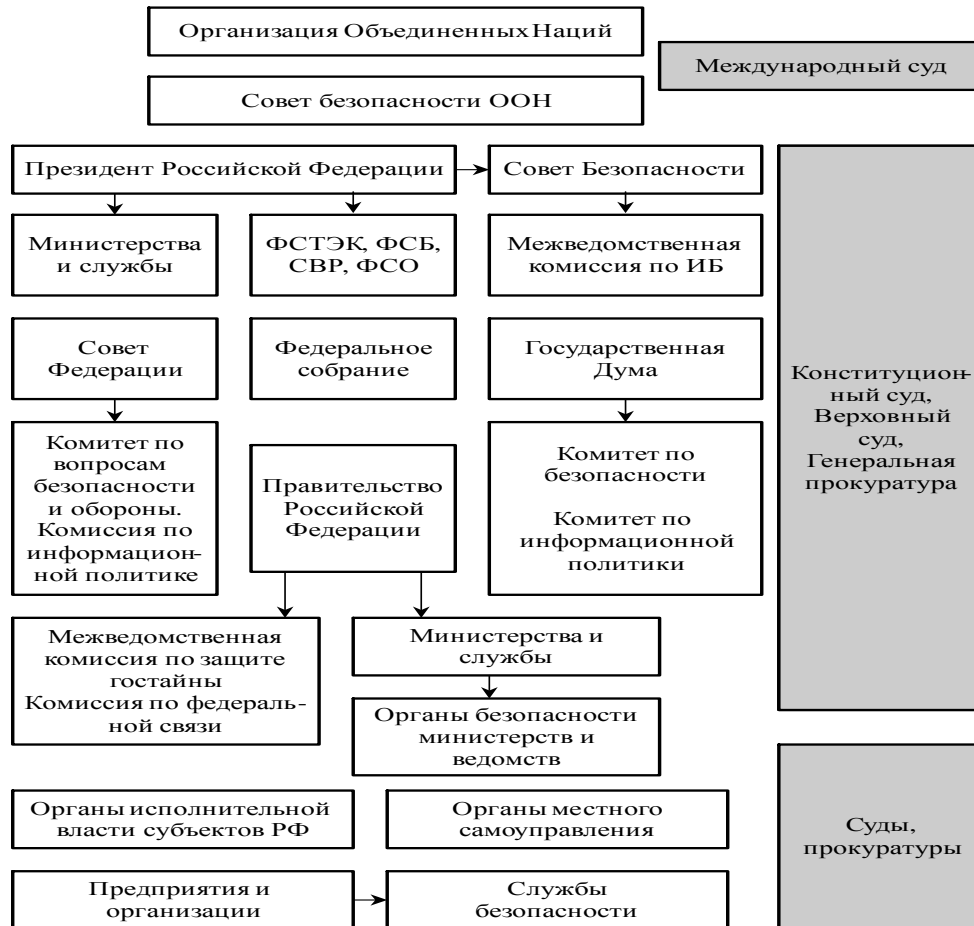 Организация Объединенных Наций
Международный суд
Совет безопасности ООН
Президент Российской Федерации
Совет Безопасности
Министерства
и службы
ФСТЭК, ФСБ,
СВР, ФСО
Межведомственная
комиссия по ИБ
Совет
Федерации
Федеральное
собрание
Государственная
Дума
Конституцион-
ный суд,
Верховный
суд,
Генеральная
прокуратура
Комитет по
вопросам
безопасности
и обороны.
Комиссия по
информацион-
ной политике
Правительство
Российской
Федерации
Комитет по
безопасности
Комитет по
информационной
политики
Межведомственная
комиссия по защите
гостайны
Комиссия по федераль-
ной связи
Министерства и
службы
Органы безопасности
министерств и
ведомств
Органы исполнительной
власти субъектов РФ
Органы местного
самоуправления
Суды,
прокуратуры
Предприятия и
организации
Службы
безопасности